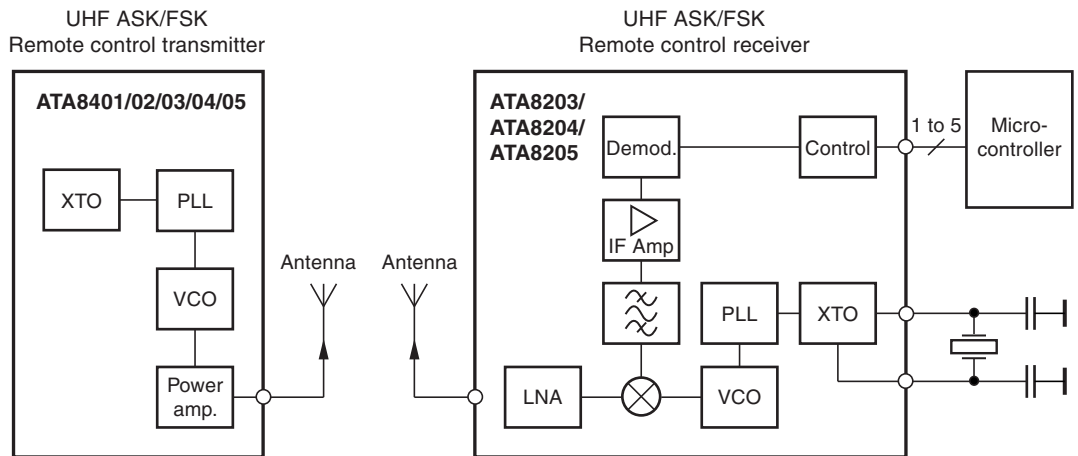 UHF ASK/FSK
Remote control transmitter
ATA8401/02/03/04/05
XTO
PLL
VCO
Power
amp.
Antenna
Antenna
UHF ASK/FSK
Remote control receiver
ATA8203/
ATA8204/
ATA8205
Demod.
Control
1 to 5
Micro-
controller
IF Amp
PLL
XTO
LNA
VCO